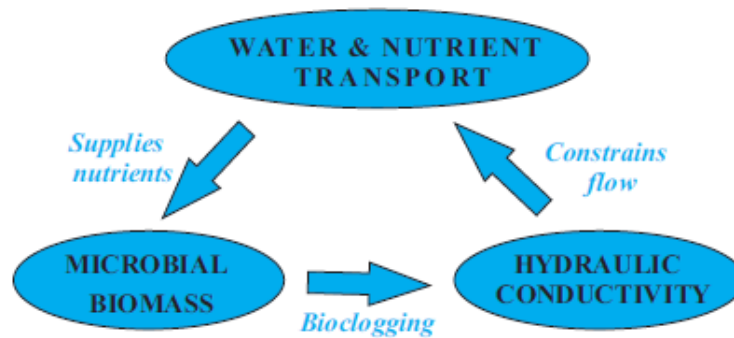 WATER & NUTRIENT
TRANSPORT
Supplies
nutrients
Constrains
flow
MICROBIAL
BIOMASS
Bioclogging
HYDRAULIC
CONDUCTIVITY